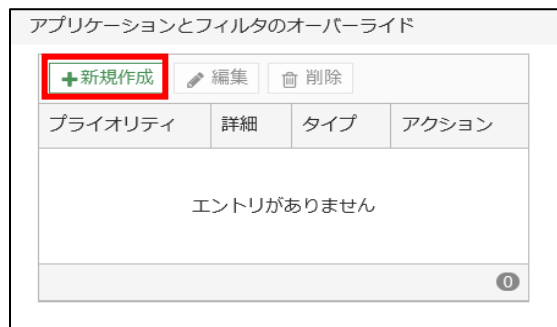 アプリケーションとフィルタのオーバーライド
+新規作成 編集 削除
プライオリティ 詳細 タイプ アクション
エントリがありません
0